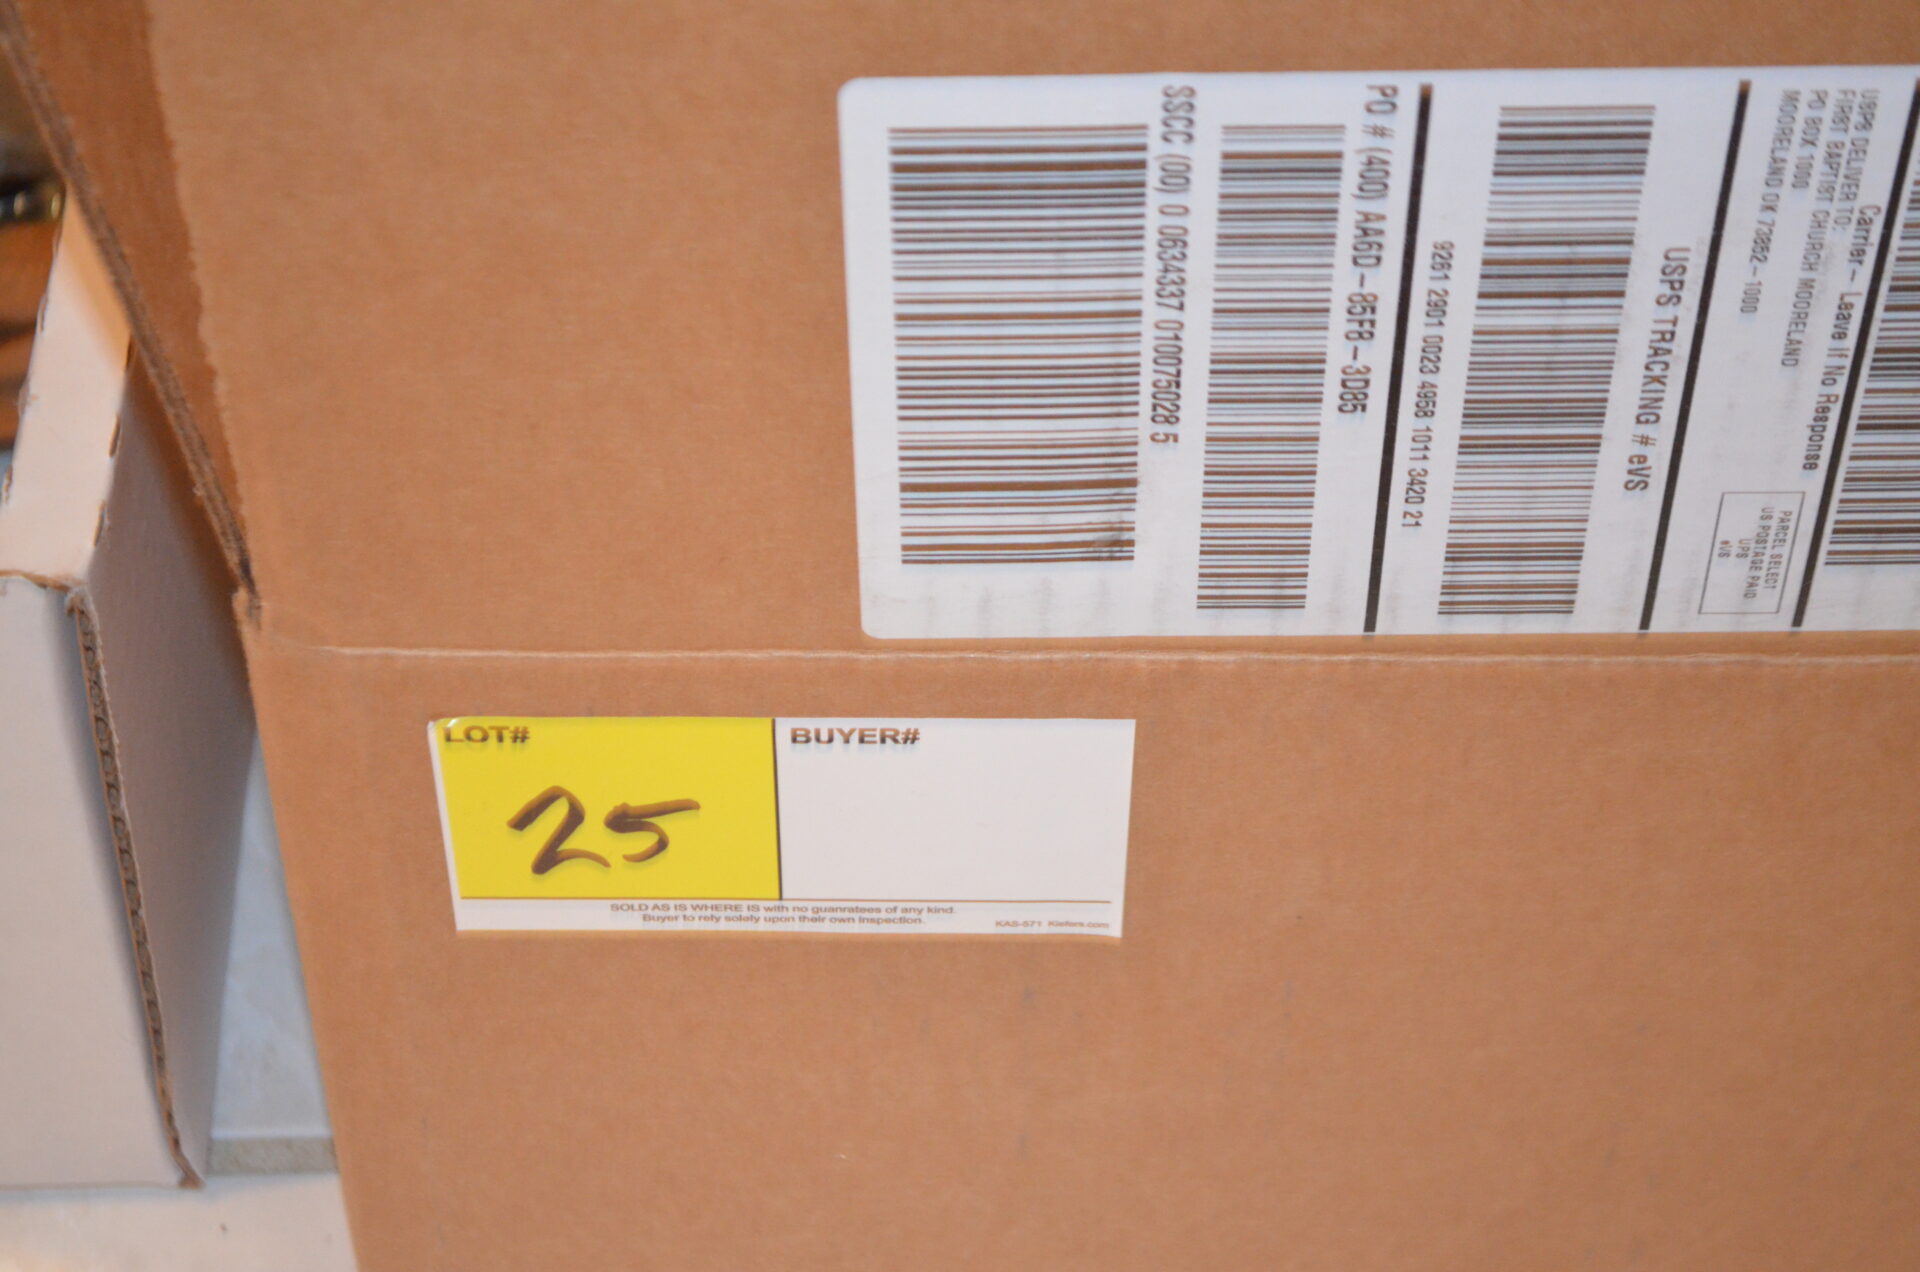 Carrier- Leave If No Response
USPS DELIVER TO:
FIRST BAPTIST CHURCH MOORELAND
PO BOX 1000
MOORELAND OK 73852-1000
PARCEL SELECT
US POSTAGE PAID
UPS
eVS
USPS TRACKING # eVS
9261 2901 0023 4958 1011 3420 21
PO # (400) AA6D-85F8-3D85
SSCC (00) 0 0634337 010075028 5
LOT#
25
BUYER#
SOLD AS IS WHERE IS with no guanratees of any kind.
Buyer to rely solely upon their own inspection.
KAS-571 Kiefers.com